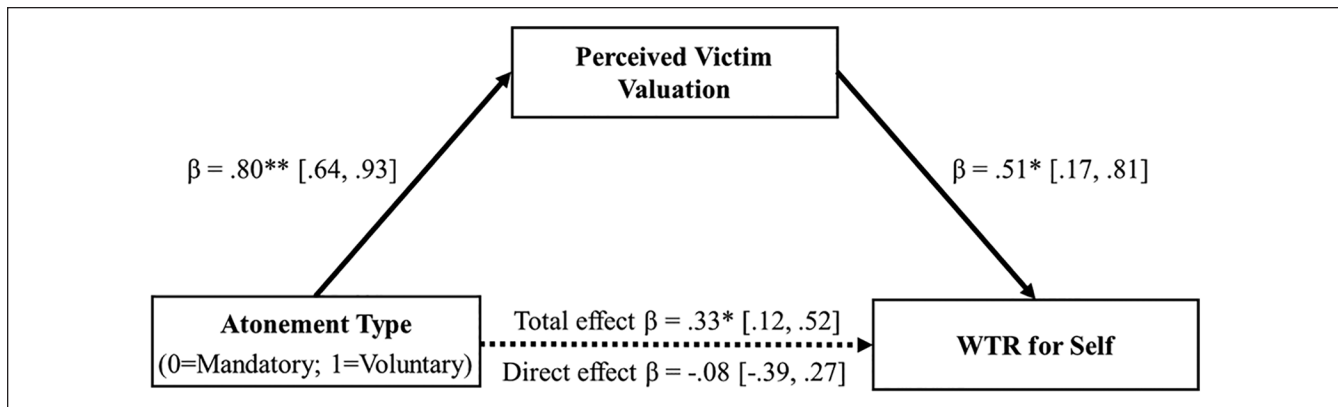 Perceived Victim
Valuation
β = .80** [.64, .93]
β = .51* [.17, .81]
Atonement Type
(0=Mandatory; 1=Voluntary)
Total effect β = .33* [.12, .52]
Direct effect β = -.08 [-.39, .27]
WTR for Self